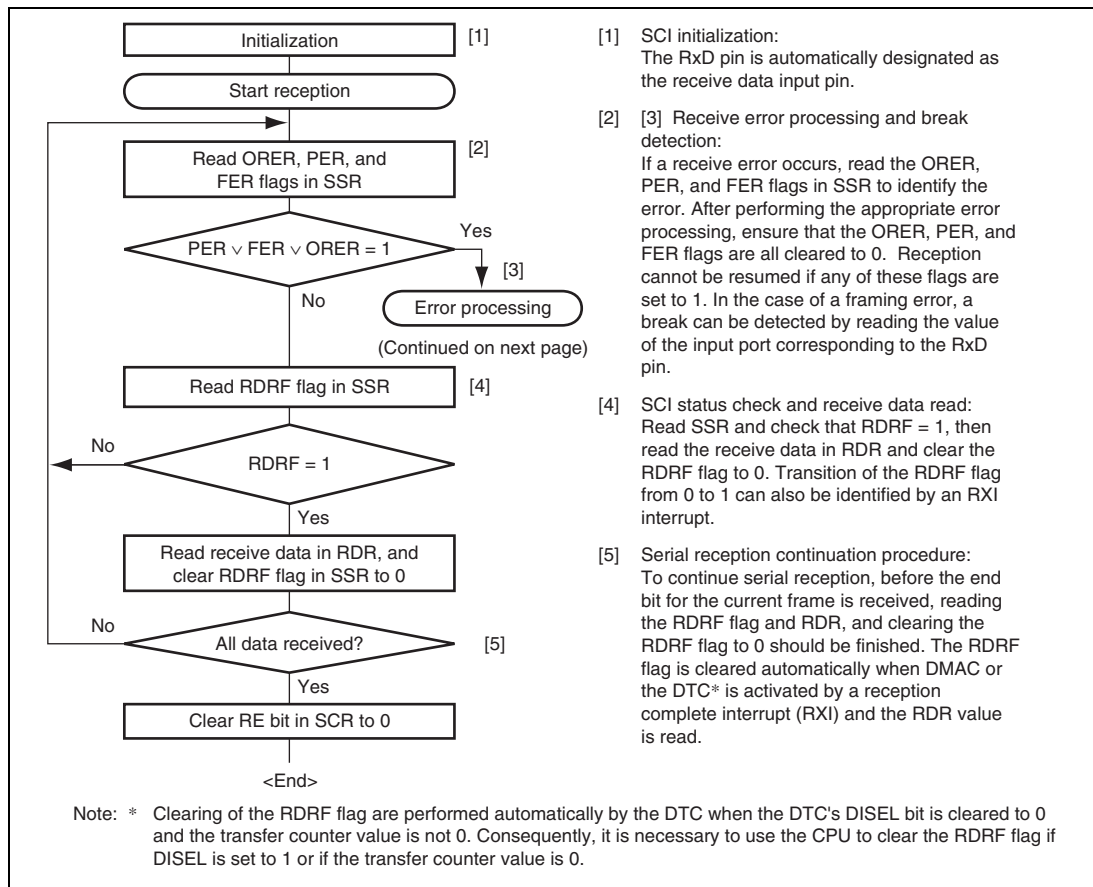 Initialization [1]
Start reception
Read ORER, PER, and [2]
FER flags in SSR
PER ∨ FER ∨ ORER = 1
Yes
[3]
No
Error processing
(Continued on next page)
Read RDRF flag in SSR [4]
No
RDRF = 1
Yes
Read receive data in RDR, and
clear RDRF flag in SSR to 0
No
All data received? [5]
Yes
Clear RE bit in SCR to 0
<End>
[1] SCI initialization:
The RxD pin is automatically designated as
the receive data input pin.
[2] [3] Receive error processing and break
detection:
If a receive error occurs, read the ORER,
PER, and FER flags in SSR to identify the
error. After performing the appropriate error
processing, ensure that the ORER, PER, and
FER flags are all cleared to 0. Reception
cannot be resumed if any of these flags are
set to 1. In the case of a framing error, a
break can be detected by reading the value
of the input port corresponding to the RxD
pin.
[4] SCI status check and receive data read:
Read SSR and check that RDRF = 1, then
read the receive data in RDR and clear the
RDRF flag to 0. Transition of the RDRF flag
from 0 to 1 can also be identified by an RXI
interrupt.
[5] Serial reception continuation procedure:
To continue serial reception, before the end
bit for the current frame is received, reading
the RDRF flag and RDR, and clearing the
RDRF flag to 0 should be finished. The RDRF
flag is cleared automatically when DMAC or
the DTC* is activated by a reception
complete interrupt (RXI) and the RDR value
is read.
Note: * Clearing of the RDRF flag are performed automatically by the DTC when the DTC's DISEL bit is cleared to 0
and the transfer counter value is not 0. Consequently, it is necessary to use the CPU to clear the RDRF flag if
DISEL is set to 1 or if the transfer counter value is 0.